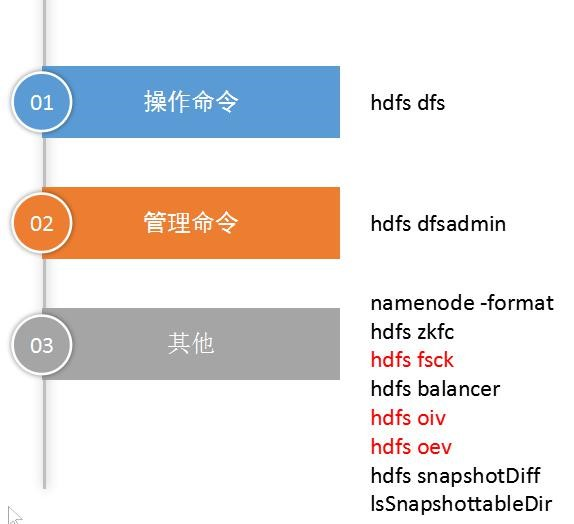 01
操作命令
hdfs dfs
02
管理命令
hdfs dfsadmin
03
其他
namenode -format
hdfs zkfc
hdfs fsck
hdfs balancer
hdfs oiv
hdfs oev
hdfs snapshotDiff
lsSnapshottableDir